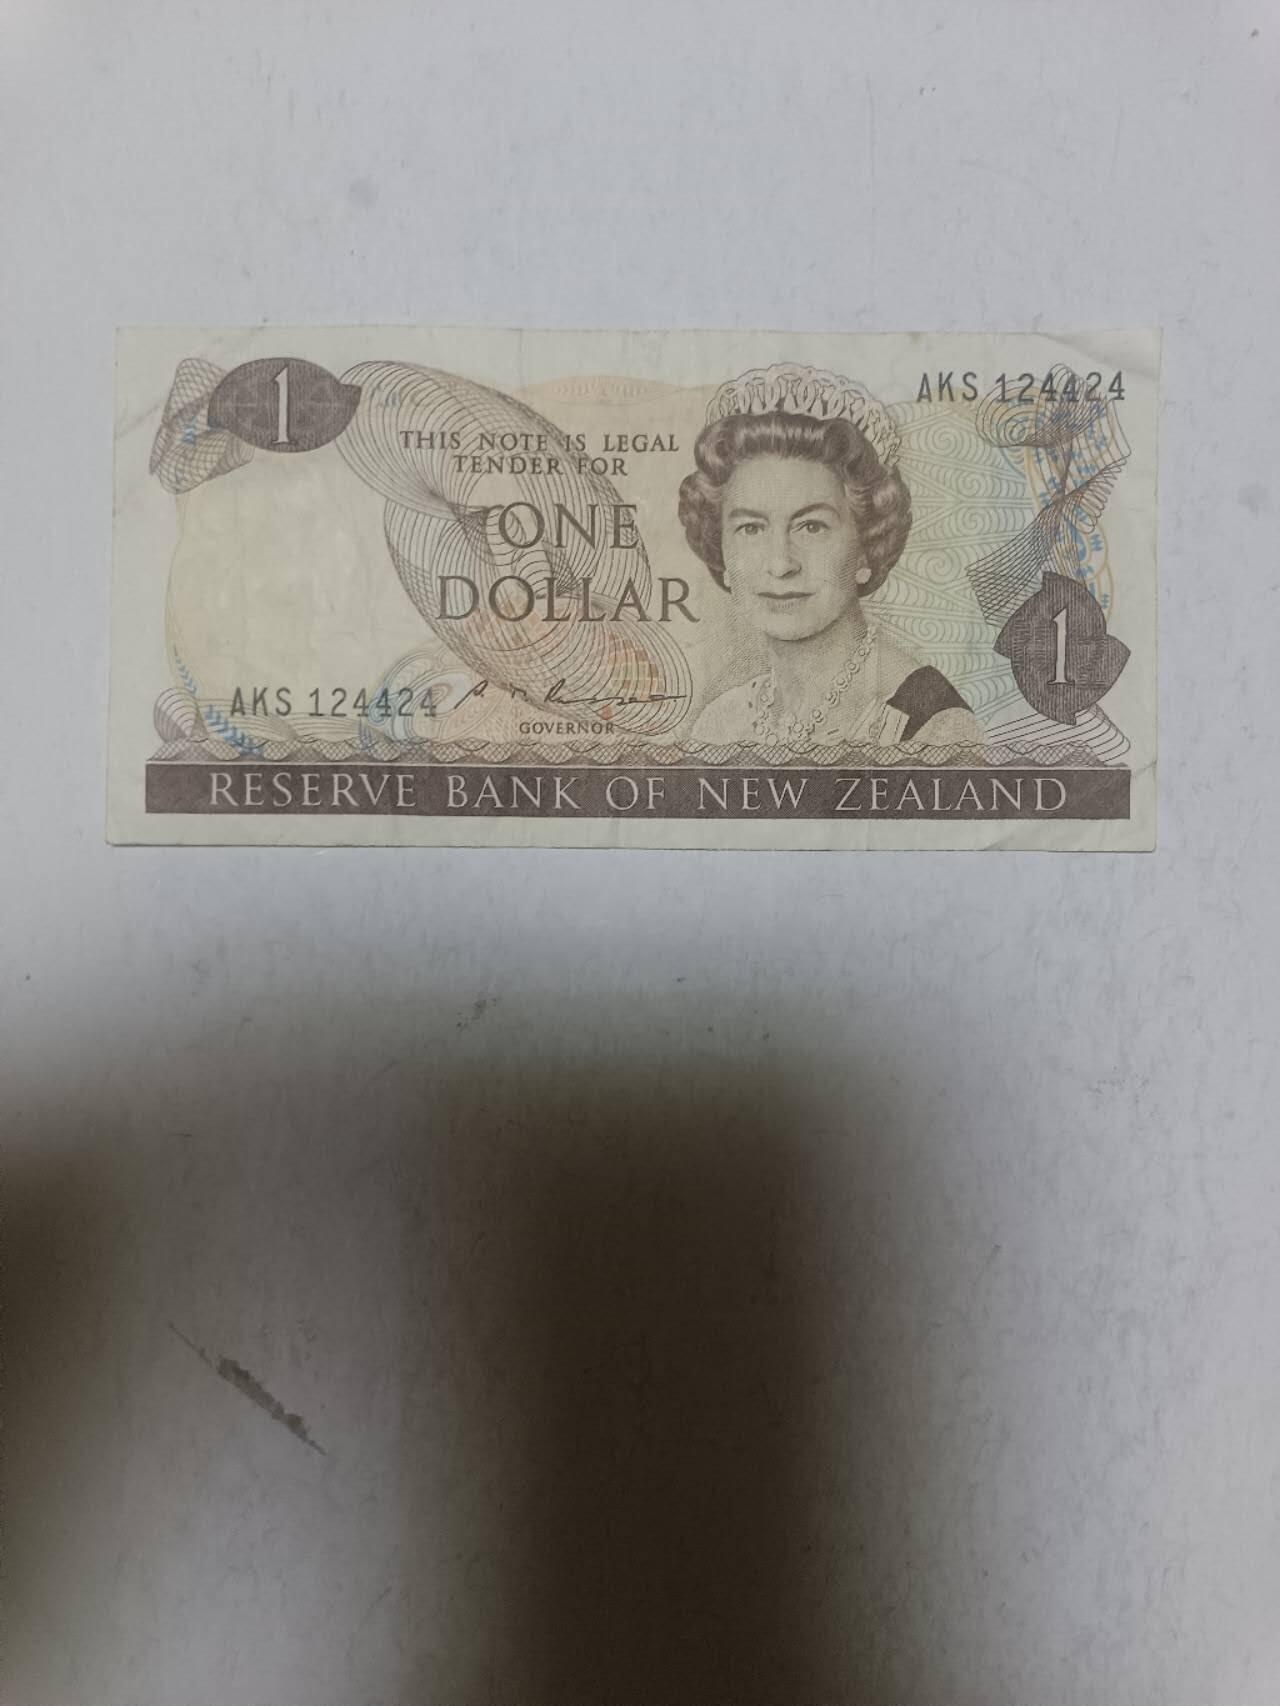 1
AKS 124424
THIS NOTE IS LEGAL
TENDER FOR
ONE
DOLLAR
1
AKS 124424
GOVERNOR
RESERVE BANK OF NEW ZEALAND